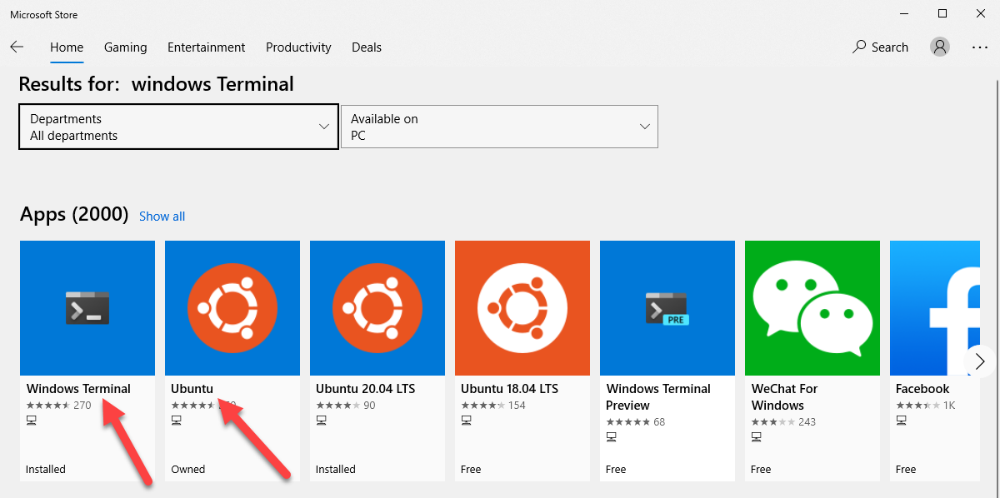 Microsoft Store
Home Gaming Entertainment Productivity Deals Search
Results for: windows Terminal
Departments
All departments
Available on
PC
Apps (2000) Show all
Windows Terminal
270
Installed
Ubuntu
Owned
Ubuntu 20.04 LTS
90
Installed
Ubuntu 18.04 LTS
154
Free
PRE
Windows Terminal
Preview
68
Free
WeChat For
Windows
243
Free
Facebook
1K
Free